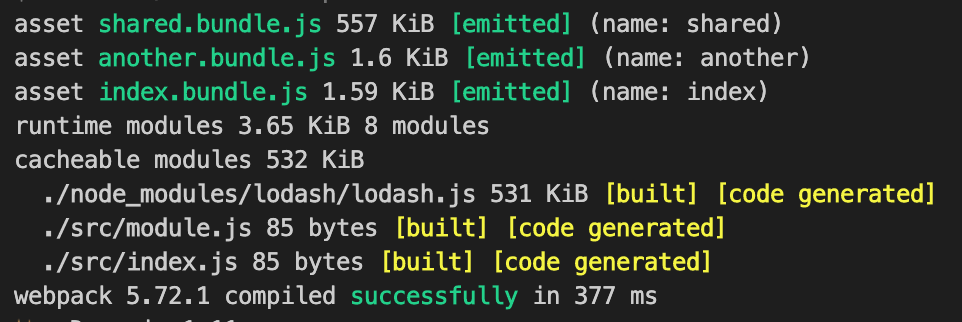 asset shared.bundle.js 557 KiB [emitted] (name: shared)
asset another.bundle.js 1.6 KiB [emitted] (name: another)
asset index.bundle.js 1.59 KiB [emitted] (name: index)
runtime modules 3.65 KiB 8 modules
cacheable modules 532 KiB
  ./node_modules/lodash/lodash.js 531 KiB [built] [code generated]
  ./src/module.js 85 bytes [built] [code generated]
  ./src/index.js 85 bytes [built] [code generated]
webpack 5.72.1 compiled successfully in 377 ms